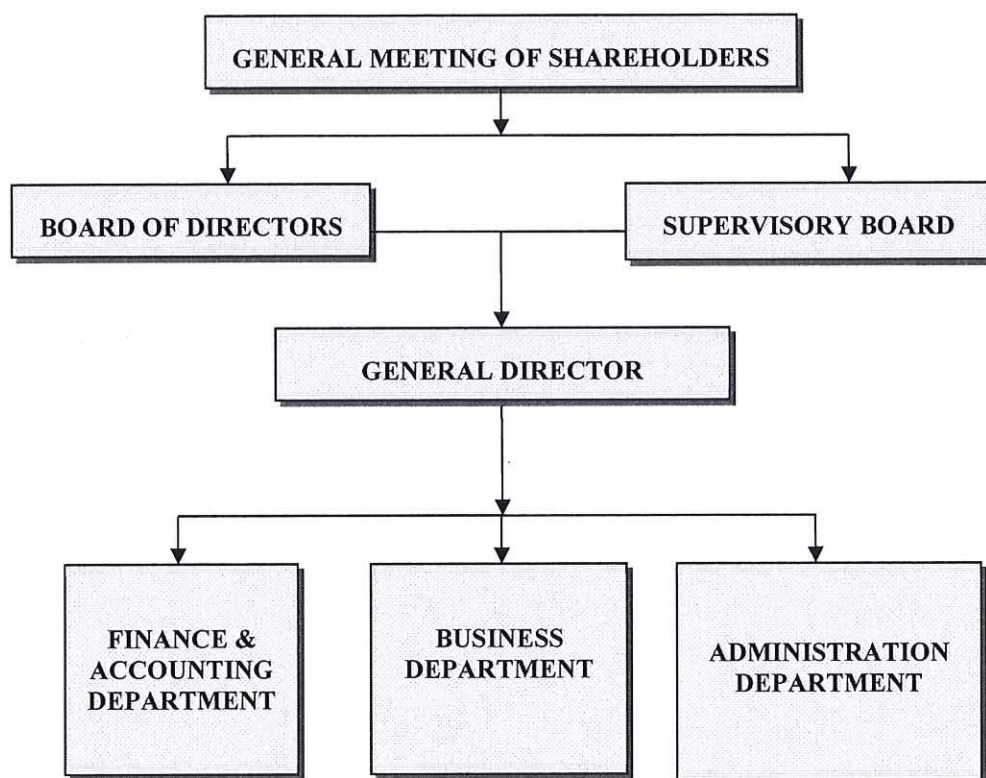 GENERAL MEETING OF SHAREHOLDERS
BOARD OF DIRECTORS
SUPERVISORY BOARD
GENERAL DIRECTOR
FINANCE &
ACCOUNTING
DEPARTMENT
BUSINESS
DEPARTMENT
ADMINISTRATION
DEPARTMENT